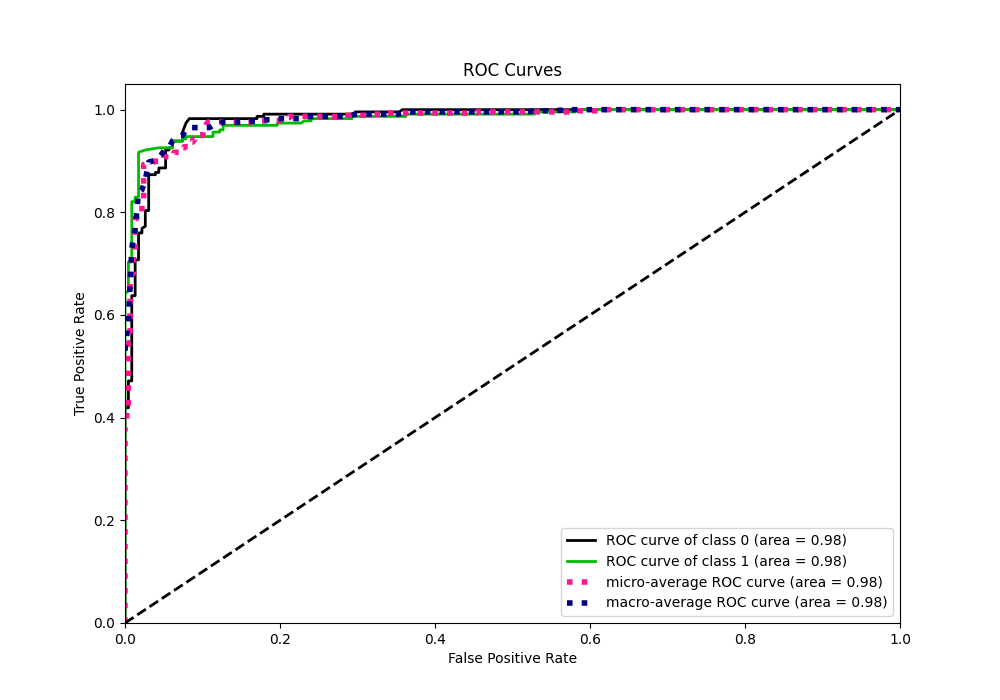 ROC Curves
True Positive Rate
1.0
0.8
0.6
0.4
0.2
0.0
0.0 0.2 0.4 0.6 0.8 1.0
False Positive Rate
ROC curve of class 0 (area = 0.98)
ROC curve of class 1 (area = 0.98)
micro-average ROC curve (area = 0.98)
macro-average ROC curve (area = 0.98)